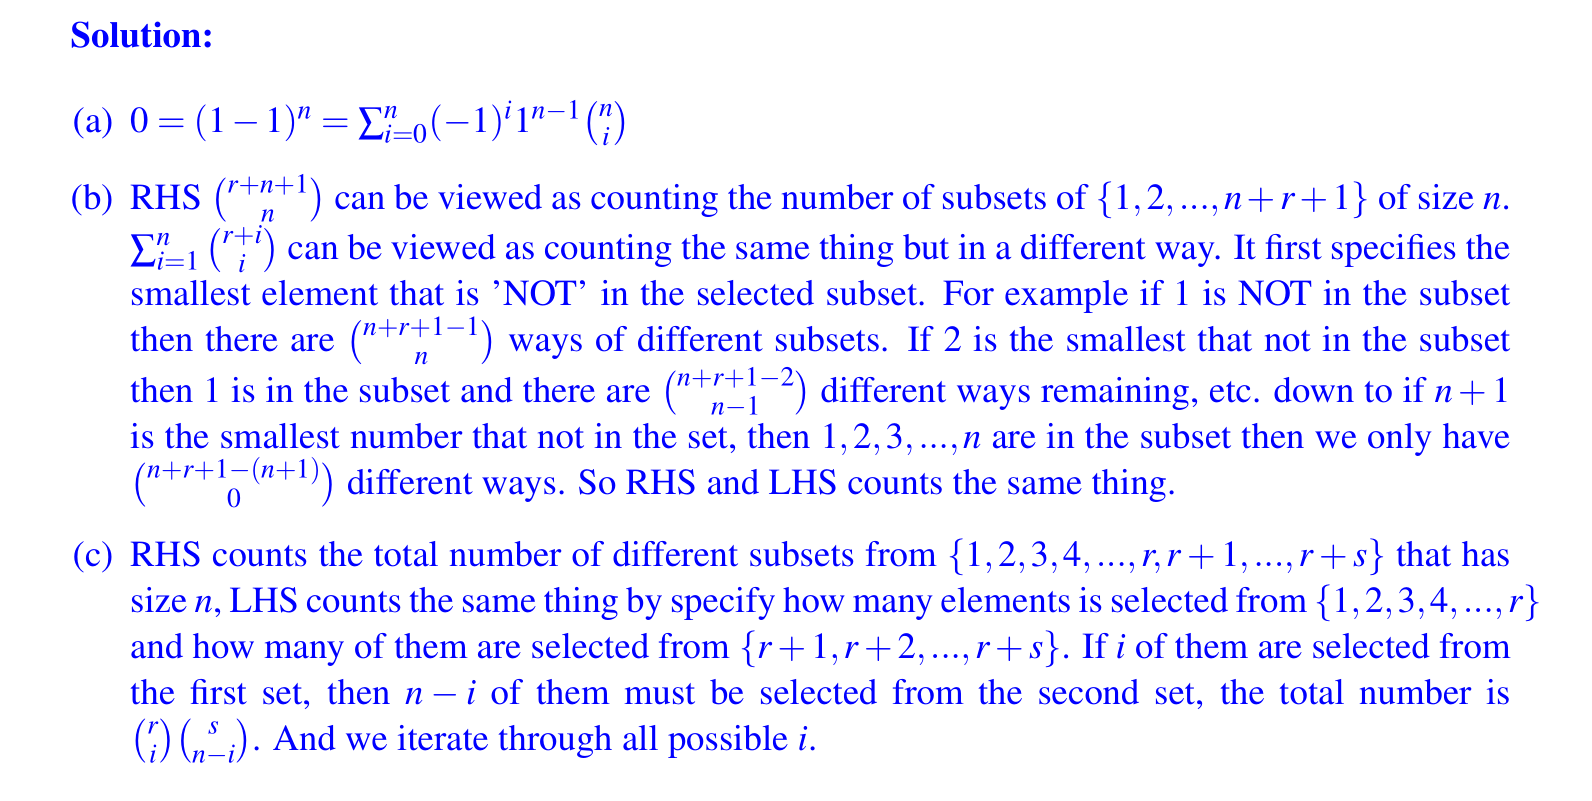 Solution:
(a) $0 = (1-1)^n = \sum_{i=0}^{n}(-1)^i 1^{n-1}\binom{n}{i}$
(b) RHS $\binom{r+n+1}{n}$ can be viewed as counting the number of subsets of $\{1,2,...,n+r+1\}$ of size $n$.
$\sum_{i=1}^{n}\binom{r+i}{i}$ can be viewed as counting the same thing but in a different way. It first specifies the
smallest element that is ’NOT’ in the selected subset. For example if 1 is NOT in the subset
then there are $\binom{n+r+1-1}{n}$ ways of different subsets. If 2 is the smallest that not in the subset
then 1 is in the subset and there are $\binom{n+r+1-2}{n-1}$ different ways remaining, etc. down to if $n+1$
is the smallest number that not in the set, then $1,2,3,...,n$ are in the subset then we only have
$\binom{n+r+1-(n+1)}{0}$ different ways. So RHS and LHS counts the same thing.
(c) RHS counts the total number of different subsets from $\{1,2,3,4,...,r,r+1,...,r+s\}$ that has
size $n$, LHS counts the same thing by specify how many elements is selected from $\{1,2,3,4,...,r\}$
and how many of them are selected from $\{r+1,r+2,...,r+s\}$. If $i$ of them are selected from
the first set, then $n-i$ of them must be selected from the second set, the total number is
$\binom{r}{i}\binom{s}{n-i}$. And we iterate through all possible $i$.